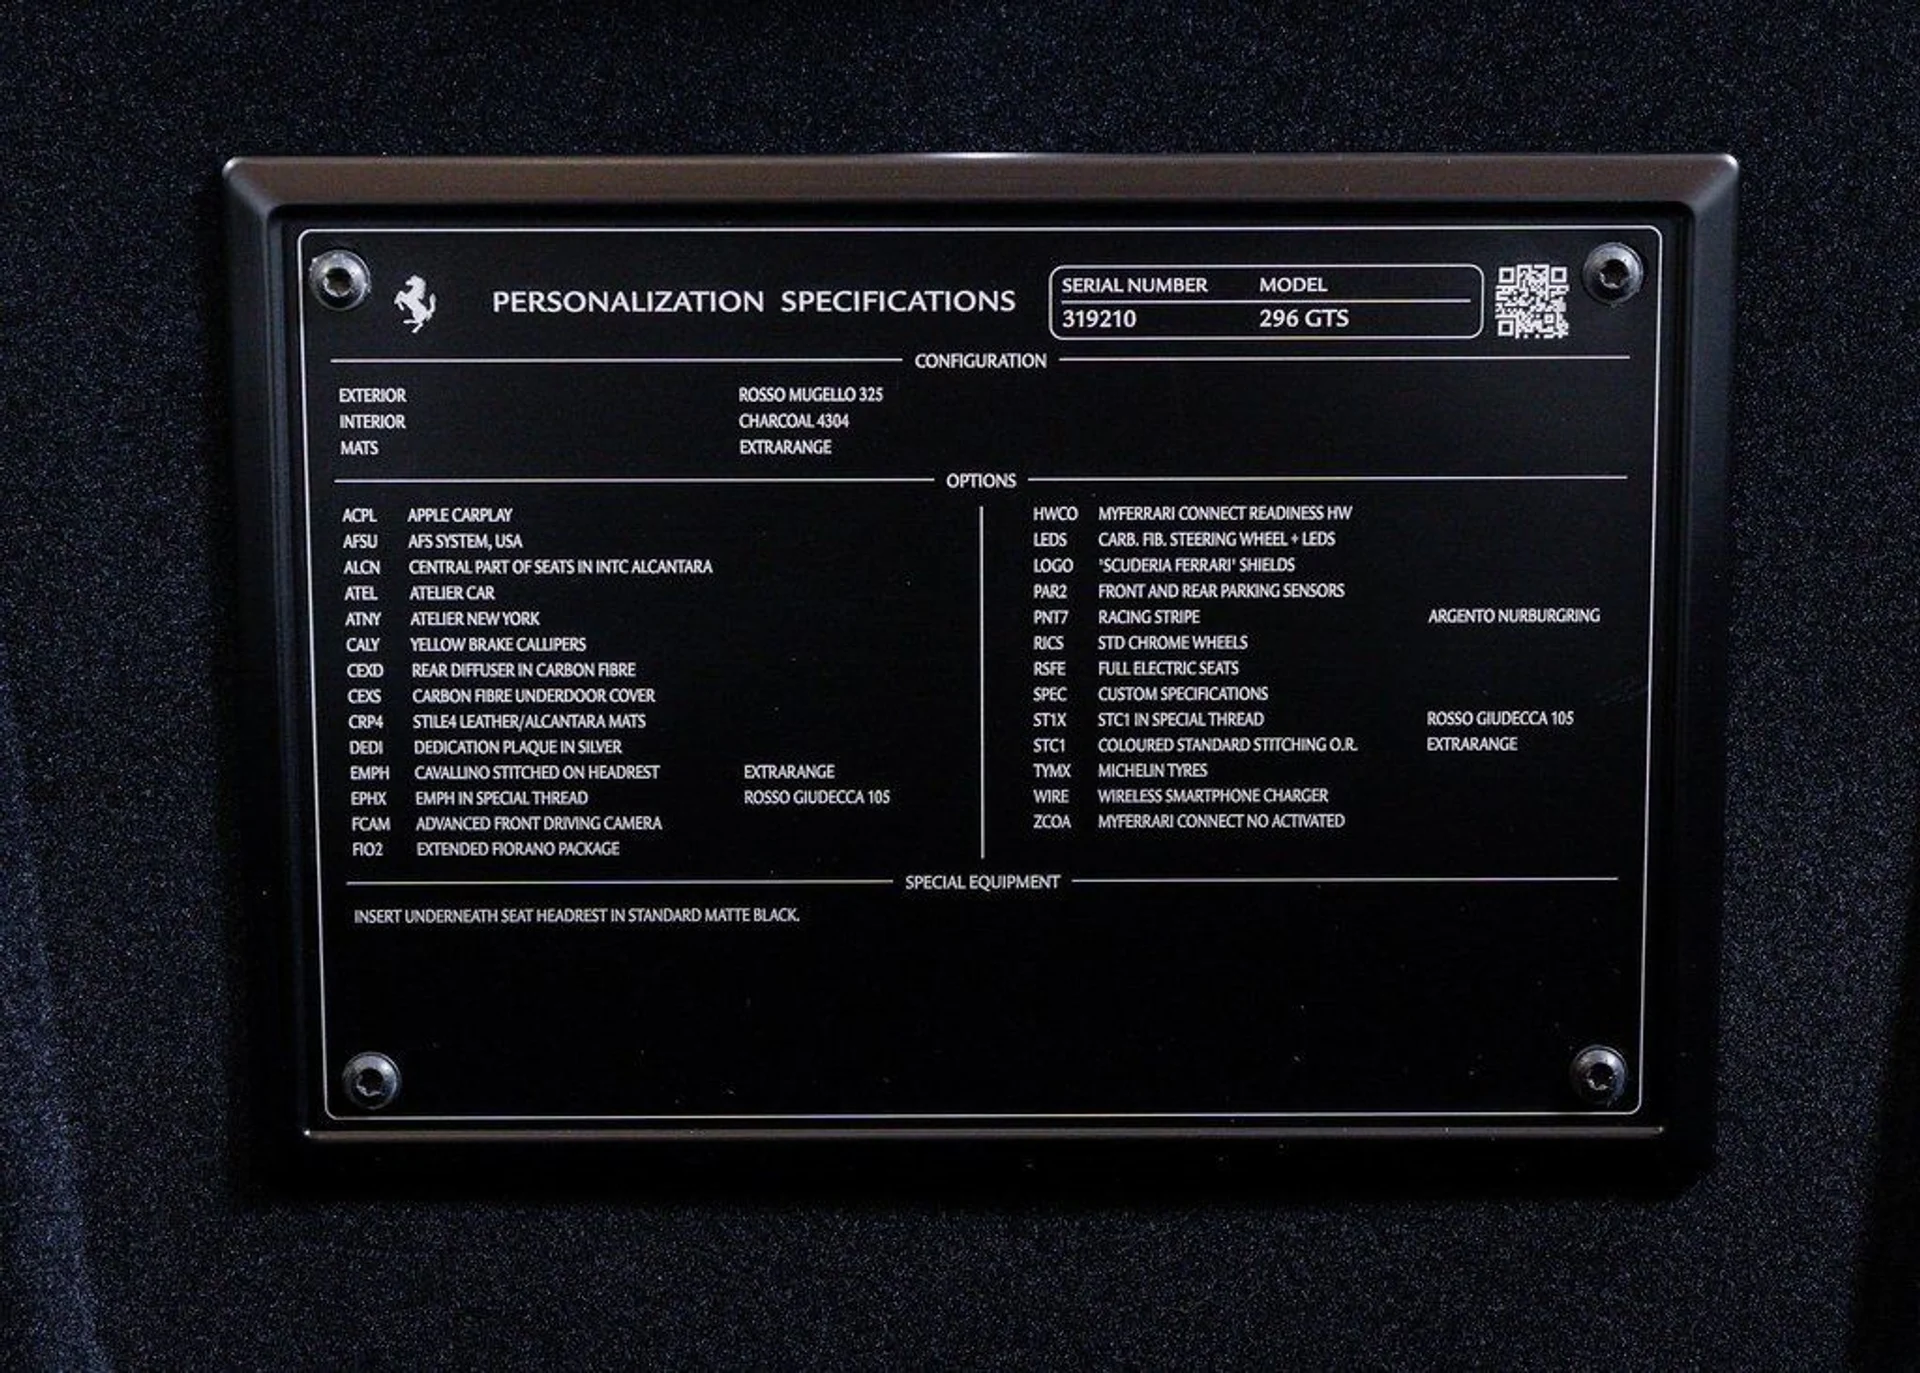 PERSONALIZATION SPECIFICATIONS
SERIAL NUMBER MODEL
319210 296 GTS
CONFIGURATION
EXTERIOR ROSSO MUGELLO 325
INTERIOR CHARCOAL 4304
MATS EXTRARANGE
OPTIONS
ACPL APPLE CARPLAY
AFSU AFS SYSTEM, USA
ALCN CENTRAL PART OF SEATS IN INTC ALCANTARA
ATEL ATELIER CAR
ATNY ATELIER NEW YORK
CALY YELLOW BRAKE CALLIPERS
CEXD REAR DIFFUSER IN CARBON FIBRE
CEXS CARBON FIBRE UNDERDOOR COVER
CRP4 STILE4 LEATHER/ALCANTARA MATS
DEDI DEDICATION PLAQUE IN SILVER
EMPH CAVALLINO STITCHED ON HEADREST EXTRARANGE
EPHX EMPH IN SPECIAL THREAD ROSSO GIUDECCA 105
FCAM ADVANCED FRONT DRIVING CAMERA
FIO2 EXTENDED FIORANO PACKAGE
HWCO MYFERRARI CONNECT READINESS HW
LEDS CARB. FIB. STEERING WHEEL + LEDS
LOGO 'SCUDERIA FERRARI' SHIELDS
PAR2 FRONT AND REAR PARKING SENSORS
PNT7 RACING STRIPE ARGENTO NURBURGRING
RICS STD CHROME WHEELS
RSFE FULL ELECTRIC SEATS
SPEC CUSTOM SPECIFICATIONS
ST1X STC1 IN SPECIAL THREAD ROSSO GIUDECCA 105
STC1 COLOURED STANDARD STITCHING O.R. EXTRARANGE
TYMX MICHELIN TYRES
WIRE WIRELESS SMARTPHONE CHARGER
ZCOA MYFERRARI CONNECT NO ACTIVATED
SPECIAL EQUIPMENT
INSERT UNDERNEATH SEAT HEADREST IN STANDARD MATTE BLACK.